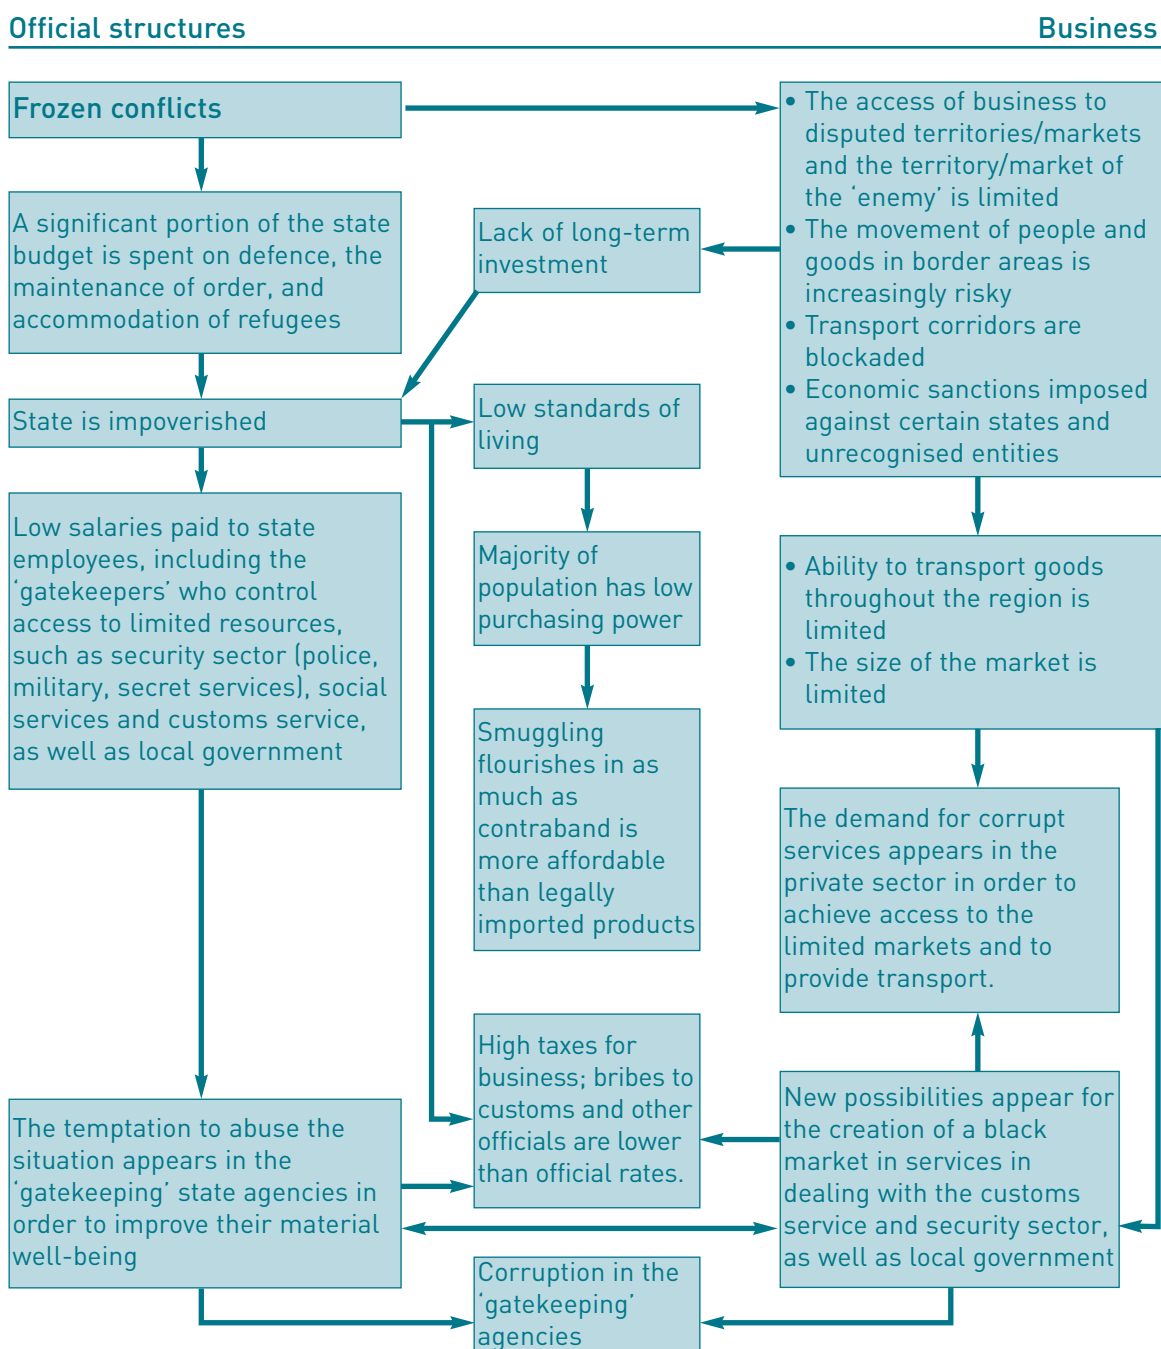 Official structures
Business
Frozen conflicts
A significant portion of the state
budget is spent on defence, the
maintenance of order, and
accommodation of refugees
State is impoverished
Low salaries paid to state
employees, including the
‘gatekeepers’ who control
access to limited resources,
such as security sector (police,
military, secret services), social
services and customs service,
as well as local government
The temptation to abuse the
situation appears in the
‘gatekeeping’ state agencies in
order to improve their material
well-being
Lack of long-term
investment
Low standards of
living
Majority of
population has low
purchasing power
Smuggling
flourishes in as
much as
contraband is
more affordable
than legally
imported products
High taxes for
business; bribes to
customs and other
officials are lower
than official rates.
Corruption in the
‘gatekeeping’
agencies
• The access of business to
disputed territories/markets
and the territory/market of
the ‘enemy’ is limited
• The movement of people and
goods in border areas is
increasingly risky
• Transport corridors are
blockaded
• Economic sanctions imposed
against certain states and
unrecognised entities
• Ability to transport goods
throughout the region is
limited
• The size of the market is
limited
The demand for corrupt
services appears in the
private sector in order to
achieve access to the
limited markets and to
provide transport.
New possibilities appear for
the creation of a black
market in services in
dealing with the customs
service and security sector,
as well as local government